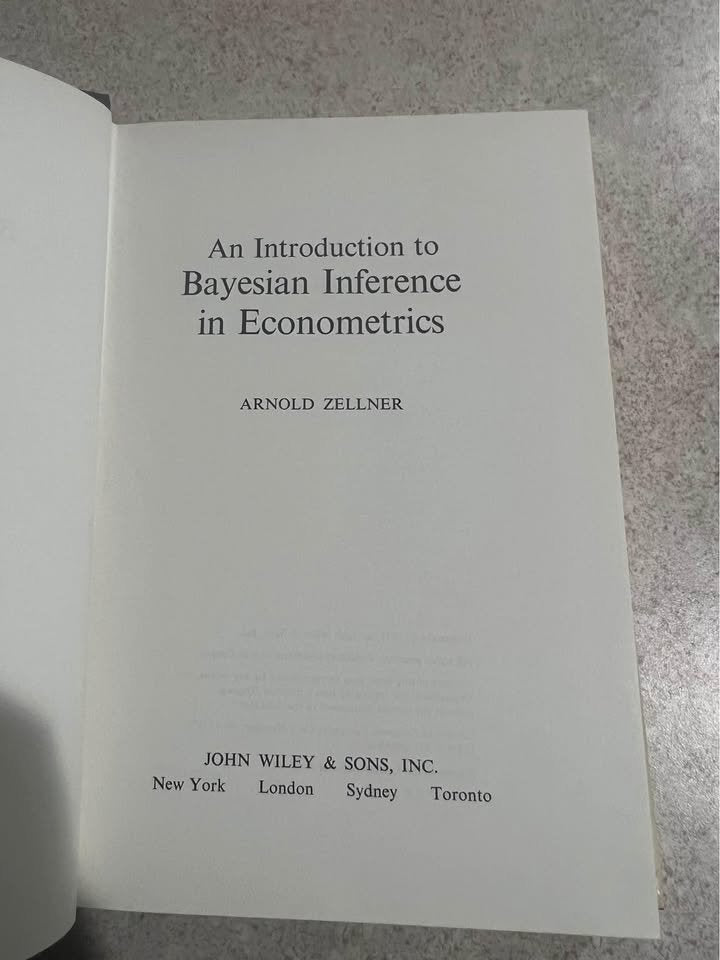 An Introduction to
Bayesian Inference
in Econometrics
ARNOLD ZELLNER
JOHN WILEY & SONS, INC.
New York London Sydney Toronto